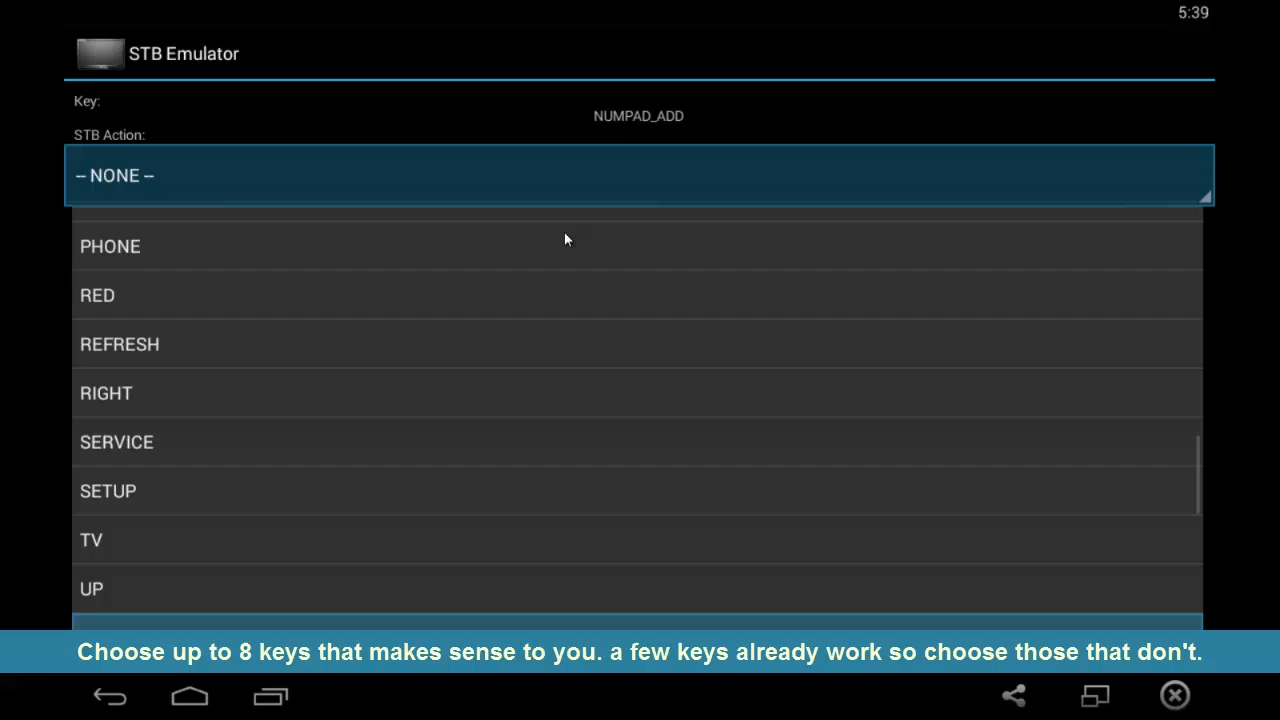 5:39
STB Emulator
Key:
NUMPAD_ADD
STB Action:
-- NONE --
PHONE
RED
REFRESH
RIGHT
SERVICE
SETUP
TV
UP
Choose up to 8 keys that makes sense to you. a few keys already work so choose those that don't.